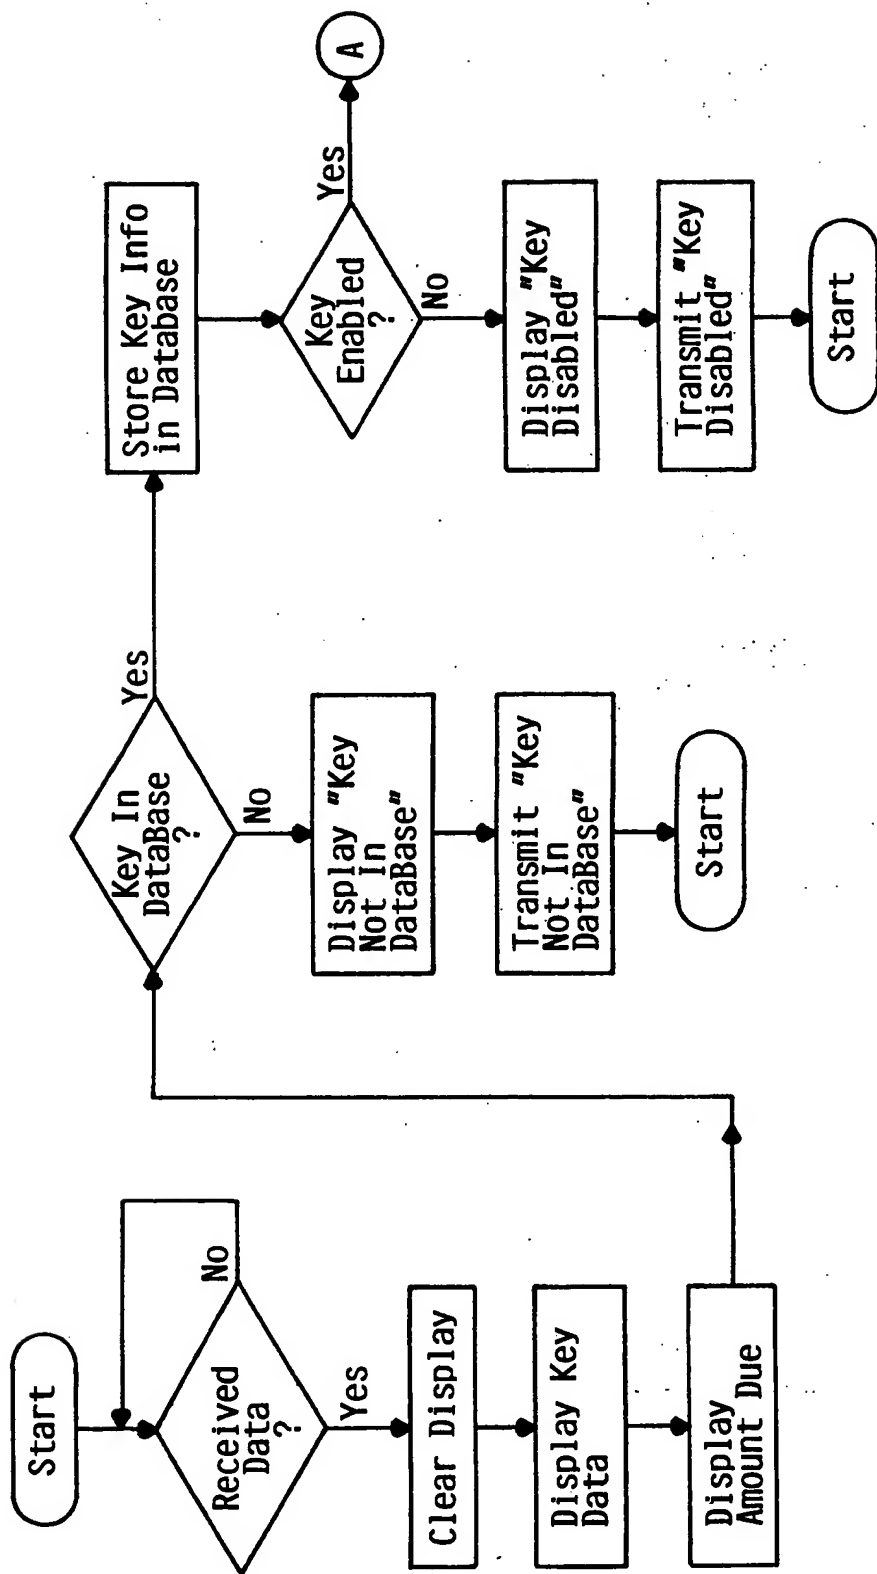 Start
Received
Data
?
No
Yes
Clear Display
Display Key
Data
Display
Amount Due
Key In
DataBase
?
Yes
No
Display "Key
Not In
DataBase"
Transmit "Key
Not In
DataBase"
Start
Store Key Info
in Database
Key
Enabled
?
Yes
A
No
Display "Key
Disabled"
Transmit "Key
Disabled"
Start